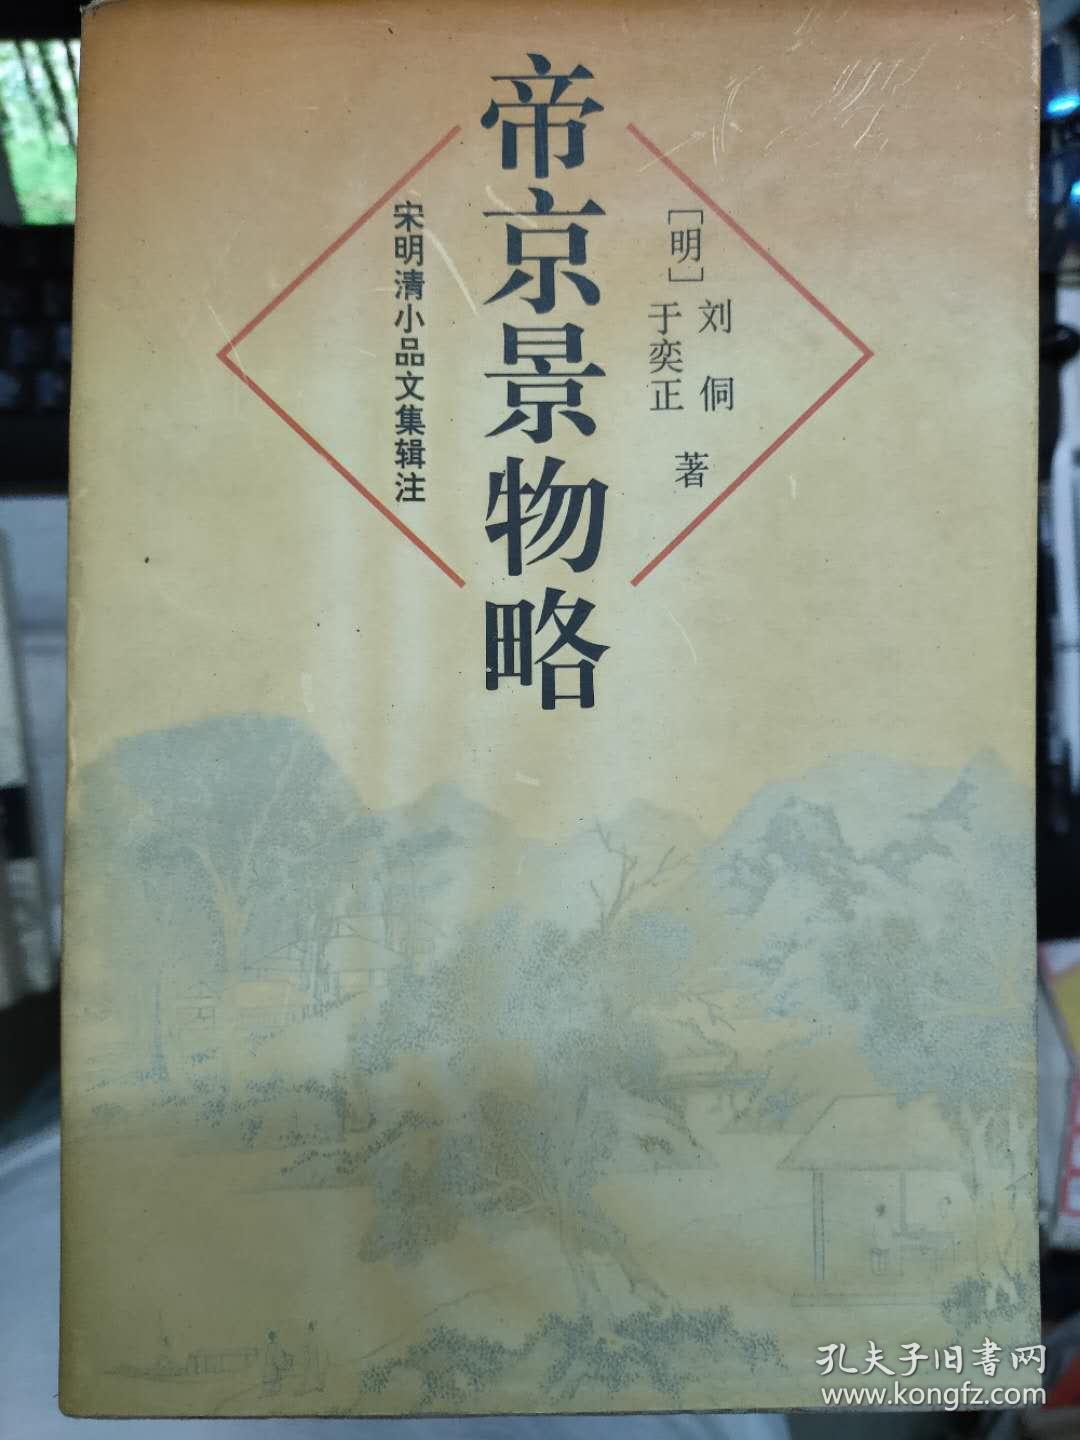 帝京景物略
[明]
刘侗
于奕正
著
宋明清小品文集辑注
孔夫子旧書网
www.kongfz.com